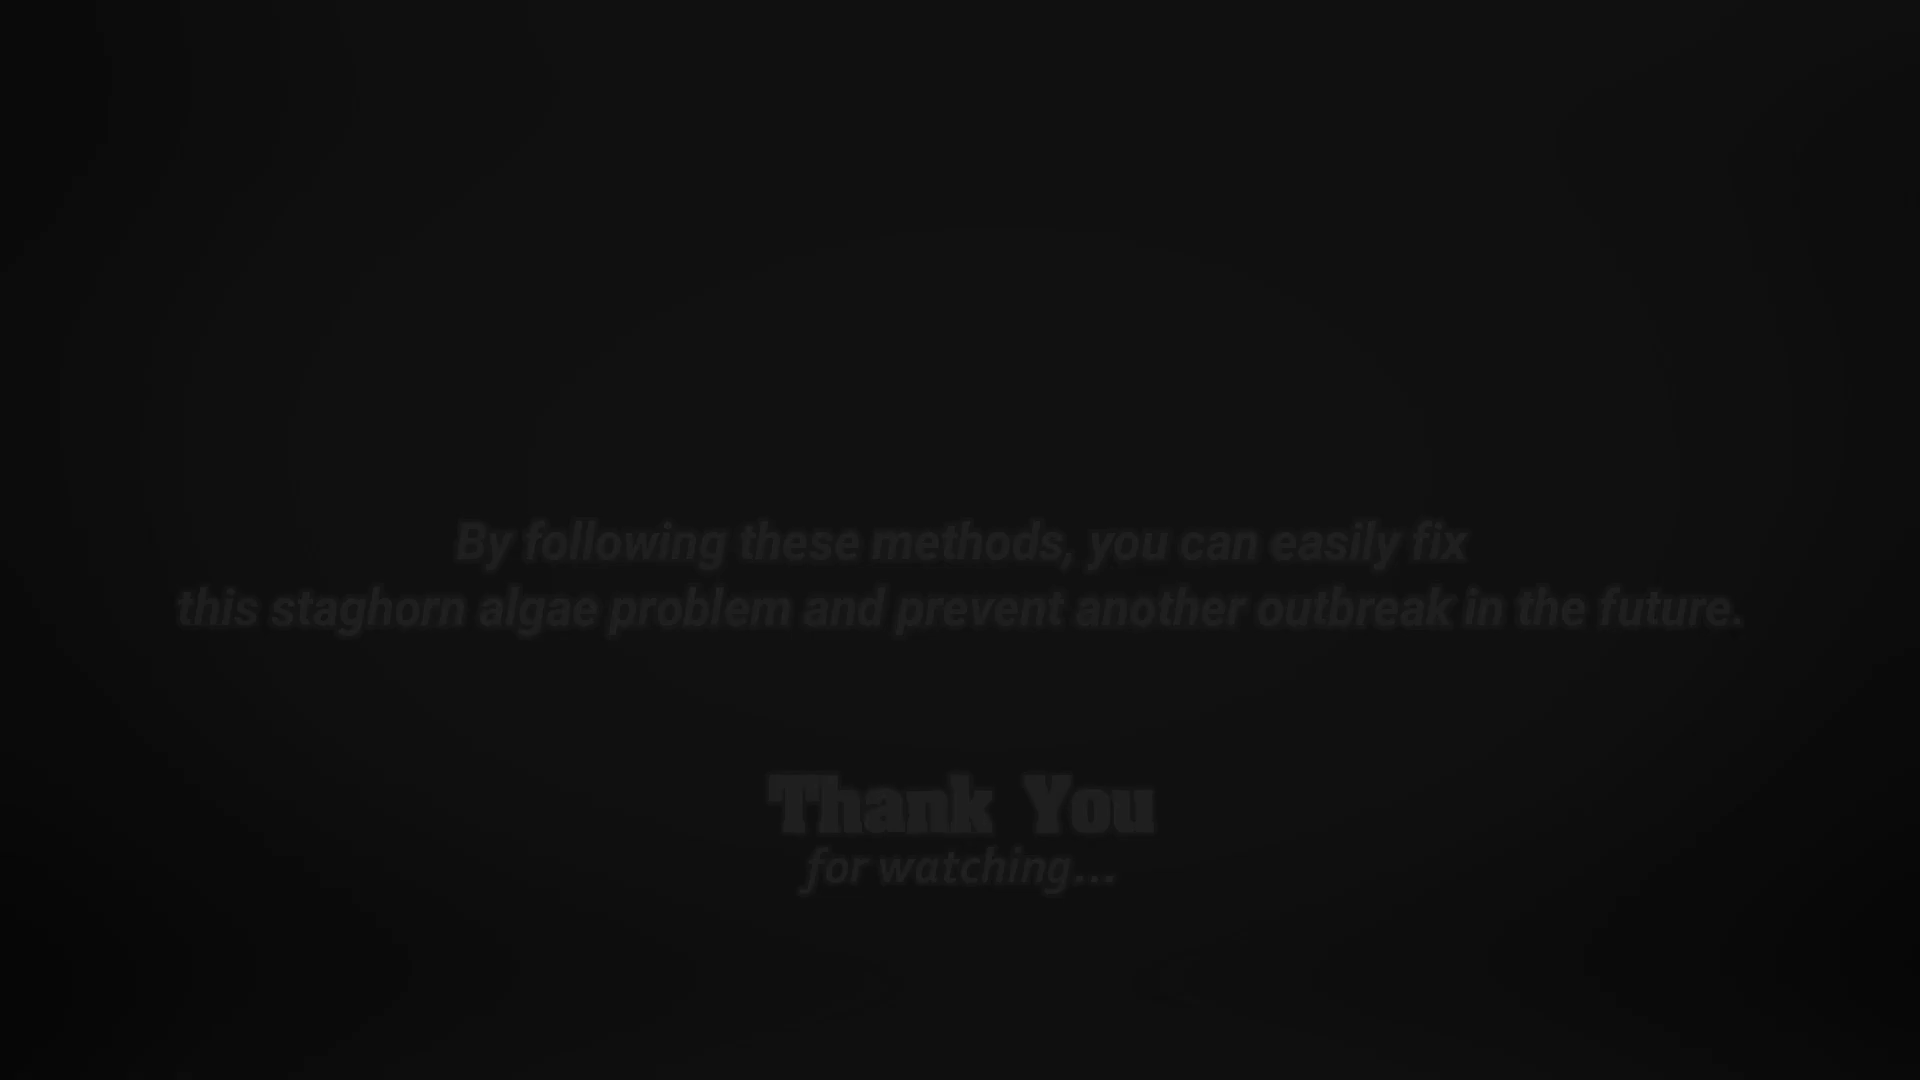 By following these methods, you can easily fix
this staghorn algae problem and prevent another outbreak in the future.
Thank You
for watching...